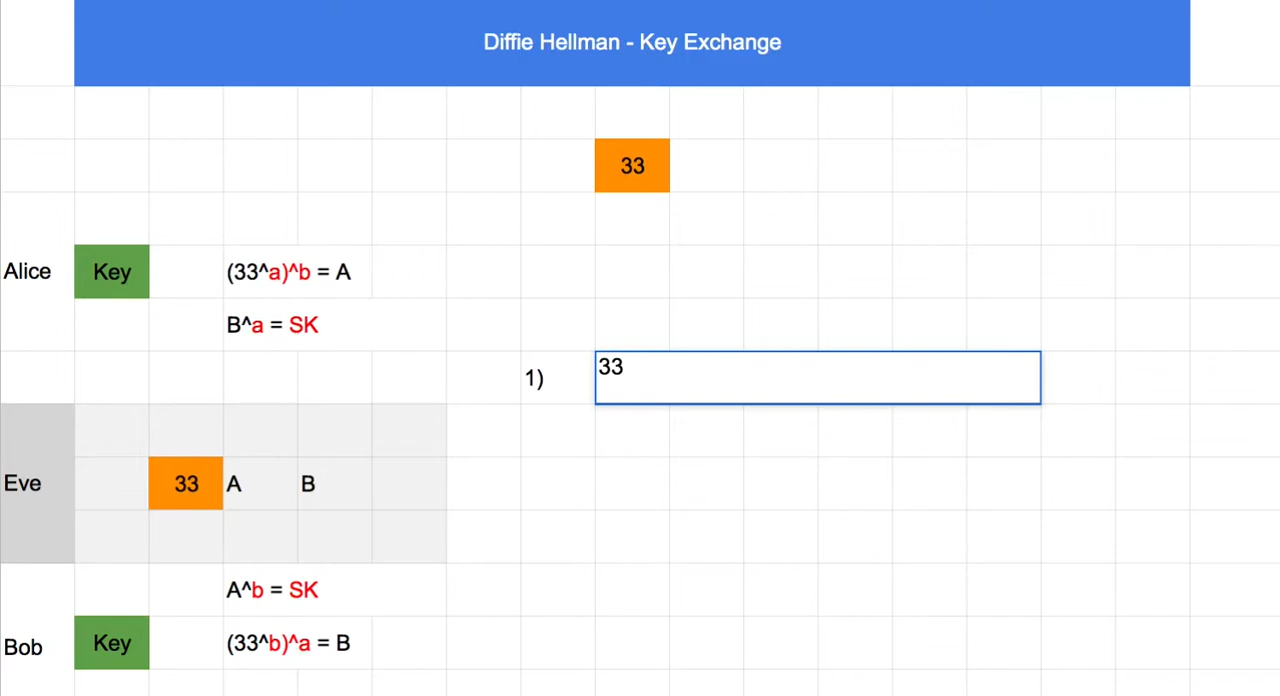 Diffie Hellman - Key Exchange
33
Alice Key (33^a)^b = A
B^a = SK
1) 33
Eve 33 A B
A^b = SK
Bob Key (33^b)^a = B